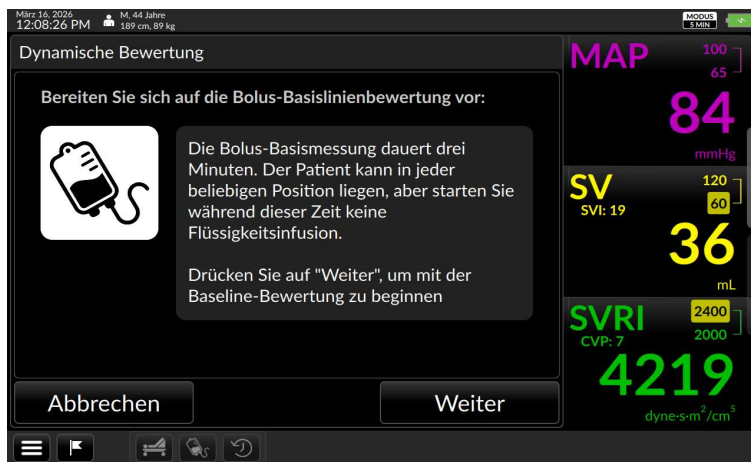 März 16, 2026
12:08:26 PM
M, 44 Jahre
189 cm, 89 kg
MODUS
5 MIN
Dynamische Bewertung
Bereiten Sie sich auf die Bolus-Basislinienbewertung vor:
Die Bolus-Basismessung dauert drei
Minuten. Der Patient kann in jeder
beliebigen Position liegen, aber starten Sie
während dieser Zeit keine
Flüssigkeitsinfusion.
Drücken Sie auf "Weiter", um mit der
Baseline-Bewertung zu beginnen
Abbrechen
Weiter
MAP
100
65
84
mmHg
SV
SVI: 19
120
60
36
mL
SVRI
CVP: 7
2400
2000
4219
dyne·s·m²/cm⁵